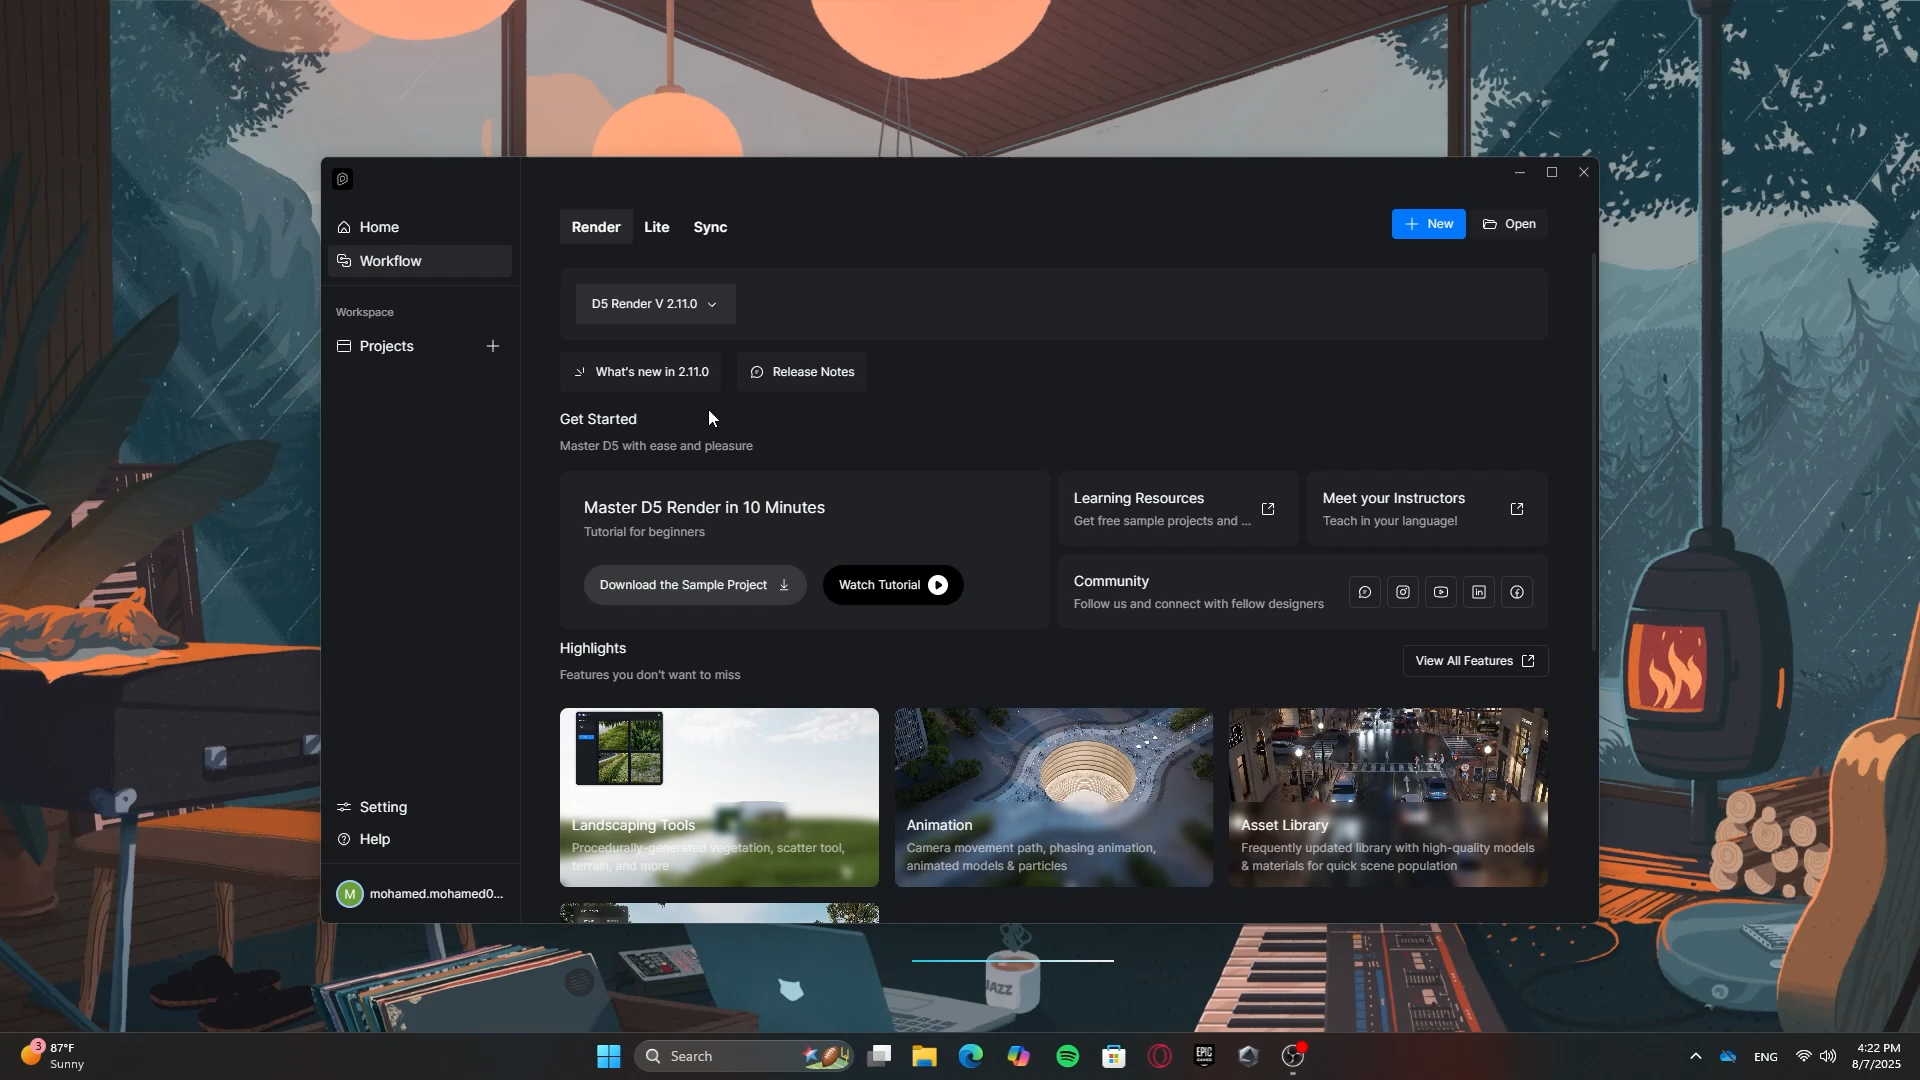 Home
Workflow
Workspace
Projects
Setting
Help
M
mohamed.mohamed0...
Render
Lite
Sync
New
Open
D5 Render V 2.11.0
What's new in 2.11.0
Release Notes
Get Started
Master D5 with ease and pleasure
Master D5 Render in 10 Minutes
Tutorial for beginners
Download the Sample Project
Watch Tutorial
Learning Resources
Get free sample projects and ...
Meet your Instructors
Teach in your language!
Community
Follow us and connect with fellow designers
Highlights
Features you don't want to miss
View All Features
Landscaping Tools
Procedurally-generated vegetation, scatter tool,
terrain, and more
Animation
Camera movement path, phasing animation,
animated models & particles
Asset Library
Frequently updated library with high-quality models
& materials for quick scene population
JAZZ
3
87°F
Sunny
Search
EPIC
GAMES
ENG
4:22 PM
8/7/2025